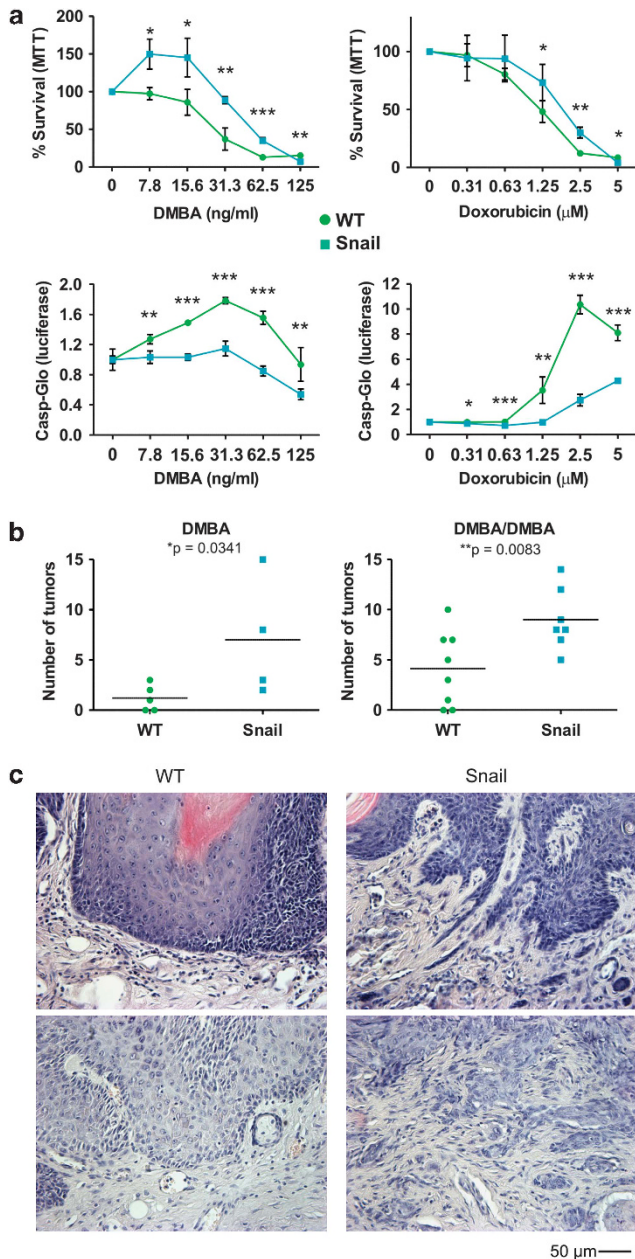 a
% Survival (MTT)
200
150
100
50
0
* * ** *** **
0 7.8 15.6 31.3 62.5 125
DMBA (ng/ml)
% Survival (MTT)
100
50
0
* ** *
0 0.31 0.63 1.25 2.5 5
Doxorubicin (μM)
WT
Snail
Casp-Glo (luciferase)
2.0
1.6
1.2
0.8
0.4
0.0
** *** *** *** **
0 7.8 15.6 31.3 62.5 125
DMBA (ng/ml)
Casp-Glo (luciferase)
12
10
8
6
4
2
0
* *** ** *** ***
0 0.31 0.63 1.25 2.5 5
Doxorubicin (μM)
b
DMBA
*p = 0.0341
Number of tumors
15
10
5
0
WT Snail
DMBA/DMBA
**p = 0.0083
Number of tumors
15
10
5
0
WT Snail
c
WT Snail
50 μm